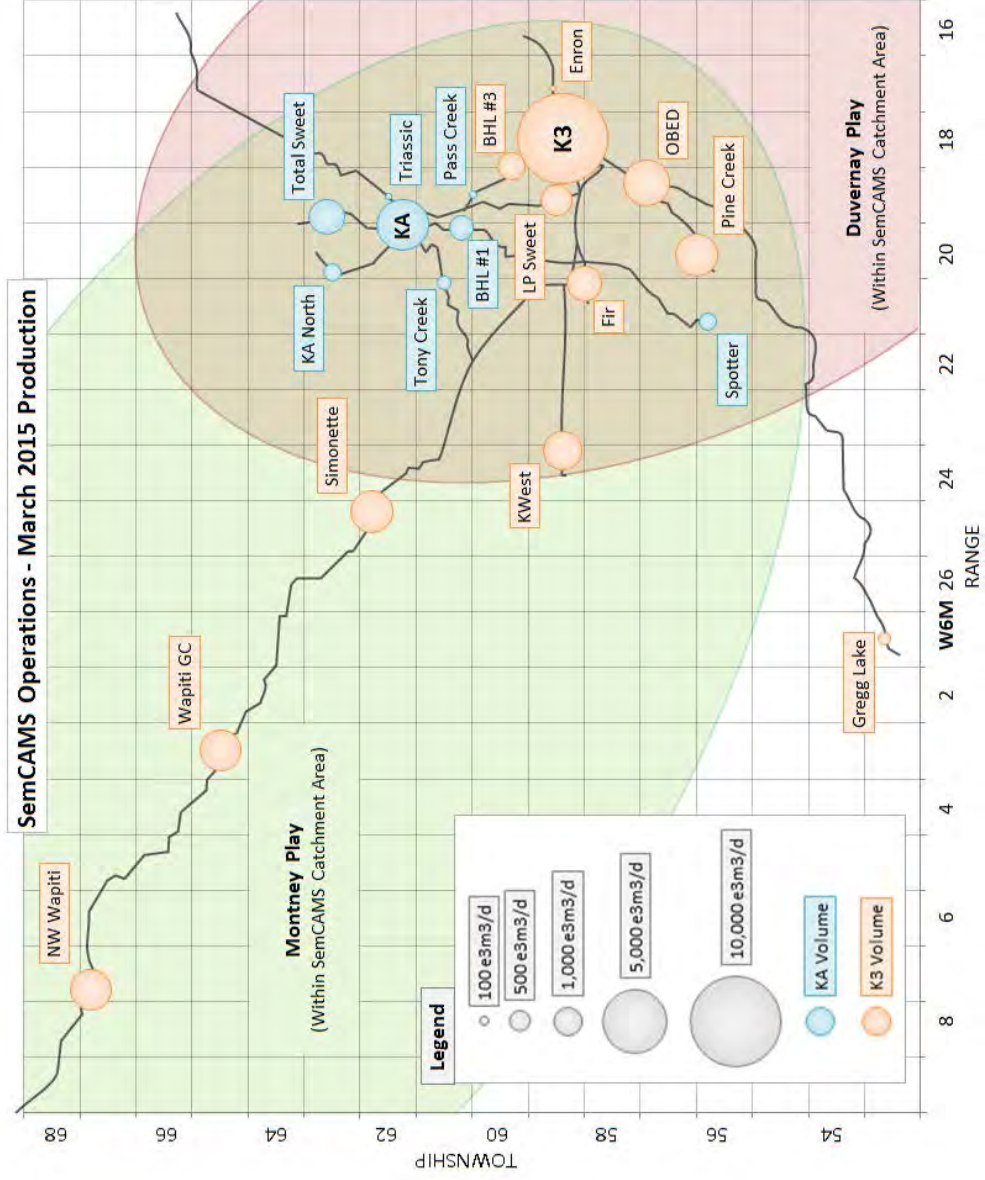 SemCAMS Operations - March 2015 Production
NW Wapiti
Wapiti GC
Simonette
KA North
Total Sweet
KA
Triassic
Tony Creek
BHL #1
Pass Creek
BHL #3
LP Sweet
K3
Enron
KWest
Fir
OBED
Pine Creek
Spotter
Gregg Lake
Montney Play
(Within SemCAMS Catchment Area)
Duvernay Play
(Within SemCAMS Catchment Area)
Legend
100 e3m3/d
500 e3m3/d
1,000 e3m3/d
5,000 e3m3/d
10,000 e3m3/d
KA Volume
K3 Volume
TOWNSHIP
68
66
64
62
60
58
56
54
8
6
4
2
W6M
26
24
22
20
18
16
RANGE